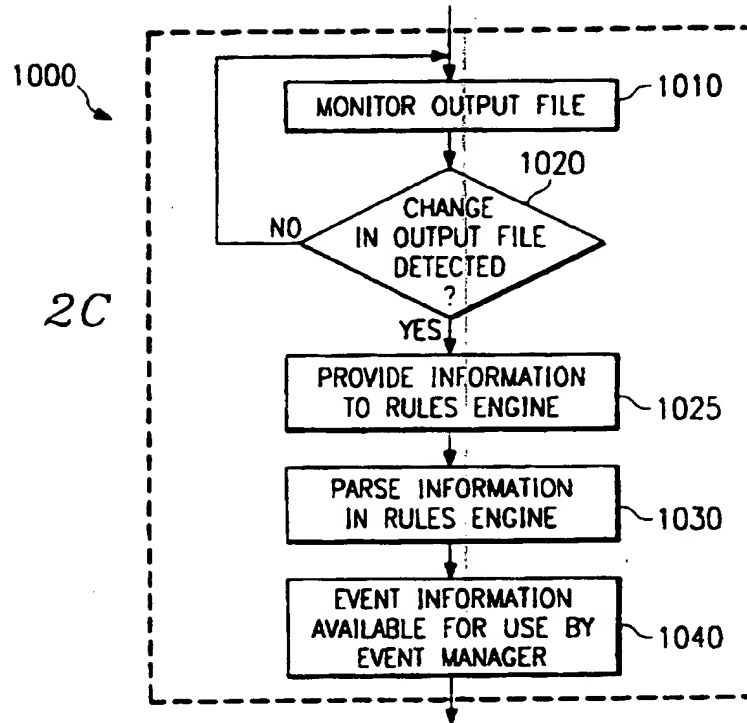 1000
MONITOR OUTPUT FILE
1010
1020
CHANGE
IN OUTPUT FILE
DETECTED
?
NO
2C
YES
PROVIDE INFORMATION
TO RULES ENGINE
1025
PARSE INFORMATION
IN RULES ENGINE
1030
EVENT INFORMATION
AVAILABLE FOR USE BY
EVENT MANAGER
1040